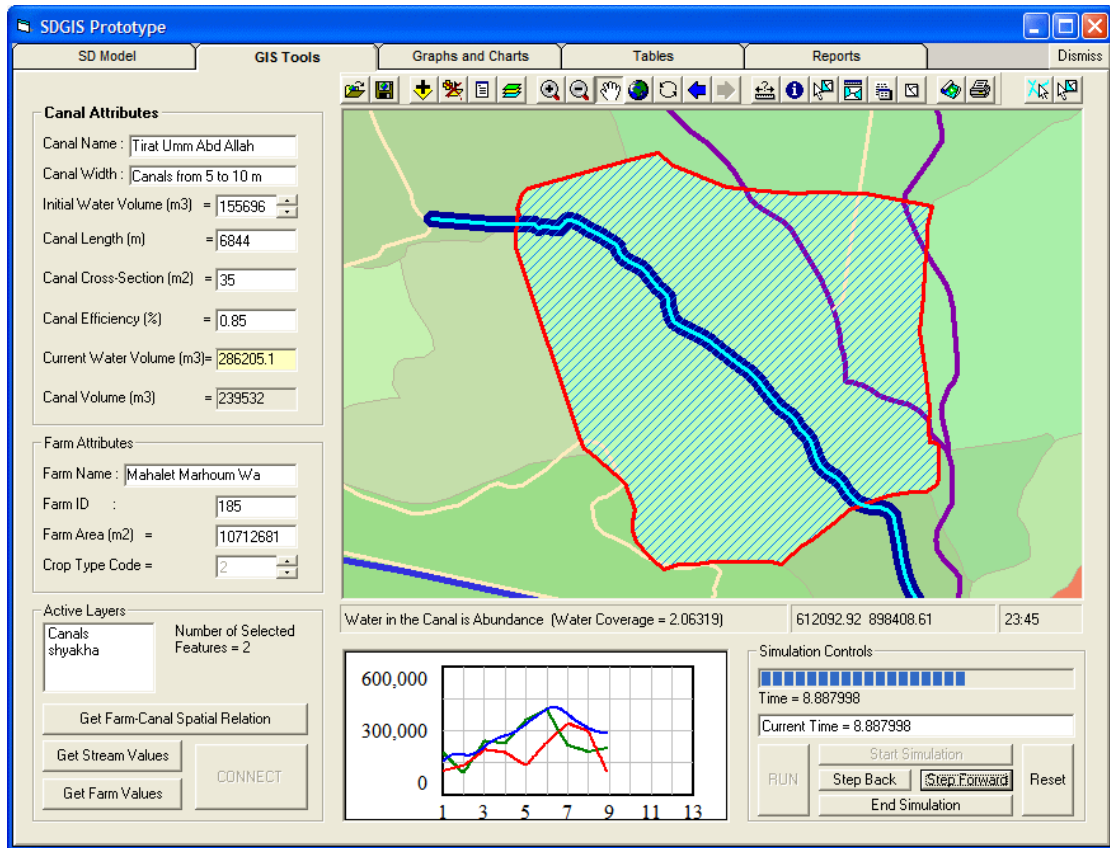 SDGIS Prototype
SD Model GIS Tools Graphs and Charts Tables Reports Dismiss
Canal Attributes
Canal Name : Tirat Umm Abd Allah
Canal Width : Canals from 5 to 10 m
Initial Water Volume (m3) = 155696
Canal Length (m) = 6844
Canal Cross-Section (m2) = 35
Canal Efficiency (%) = 0.85
Current Water Volume (m3)= 286205.1
Canal Volume (m3) = 239532
Farm Attributes
Farm Name : Mahalet Marhoum Wa
Farm ID : 185
Farm Area (m2) = 10712681
Crop Type Code = 2
Active Layers
Canals
shyakha
Number of Selected
Features = 2
Get Farm-Canal Spatial Relation
Get Stream Values
Get Farm Values
CONNECT
Water in the Canal is Abundance (Water Coverage = 2.06319) 612092.92 898408.61 23:45
600,000
300,000
0
1 3 5 7 9 11 13
Simulation Controls
Time = 8.887998
Current Time = 8.887998
RUN
Start Simulation
Step Back Step Forward
End Simulation
Reset